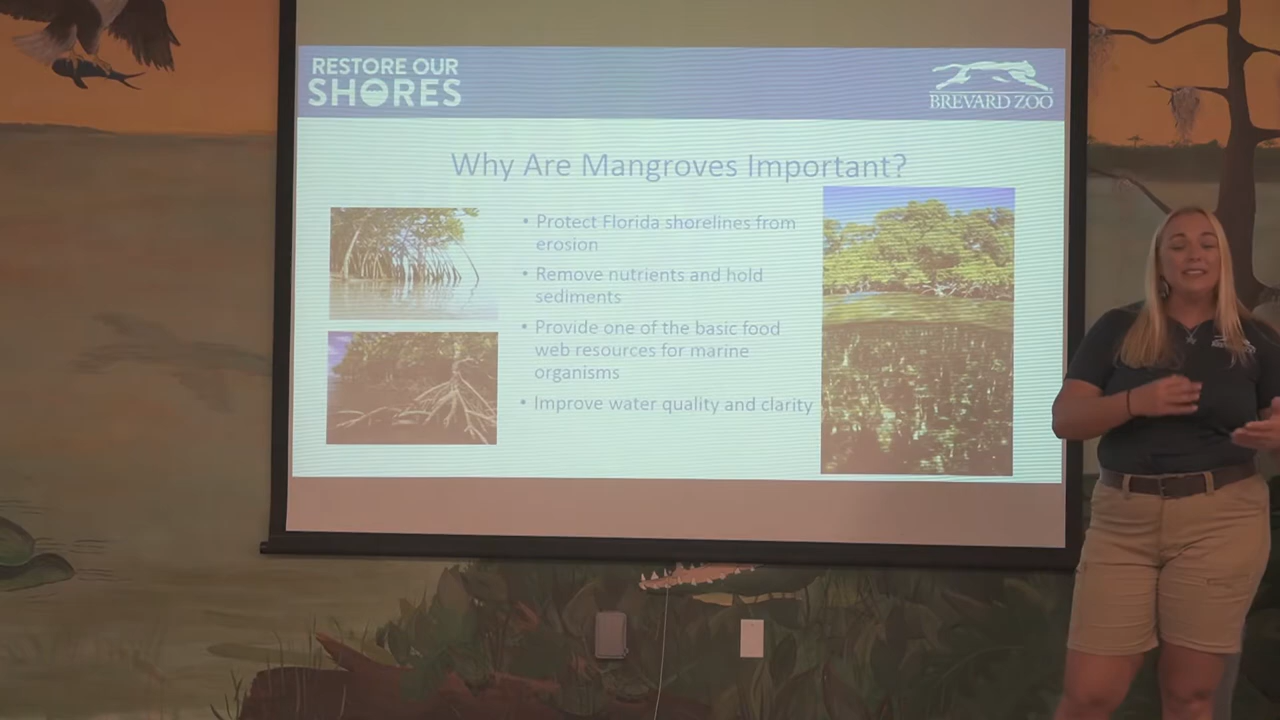 RESTORE OUR
SHORES
BREVARD ZOO
Why Are Mangroves Important?
• Protect Florida shorelines from
erosion
• Remove nutrients and hold
sediments
• Provide one of the basic food
web resources for marine
organisms
• Improve water quality and clarity